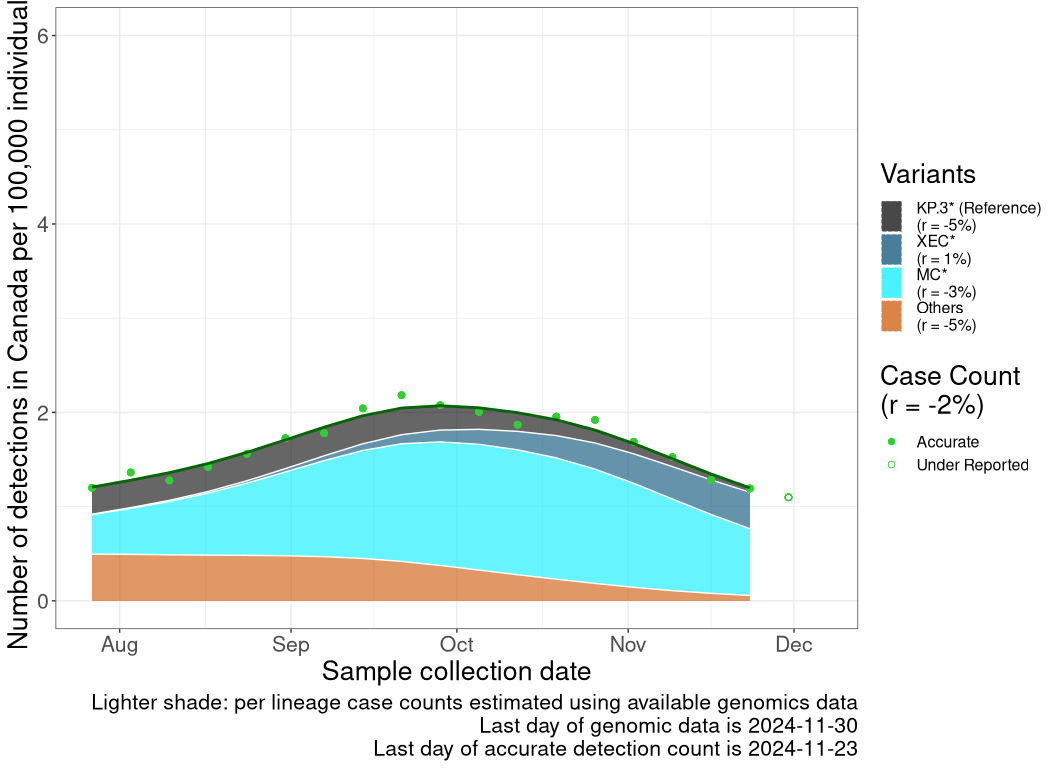 Number of detections in Canada per 100,000 individual
6
4
2
0
Aug Sep Oct Nov Dec
Sample collection date
Lighter shade: per lineage case counts estimated using available genomics data
Last day of genomic data is 2024-11-30
Last day of accurate detection count is 2024-11-23
Variants
KP.3* (Reference)
(r = -5%)
XEC*
(r = 1%)
MC*
(r = -3%)
Others
(r = -5%)
Case Count
(r = -2%)
Accurate
Under Reported